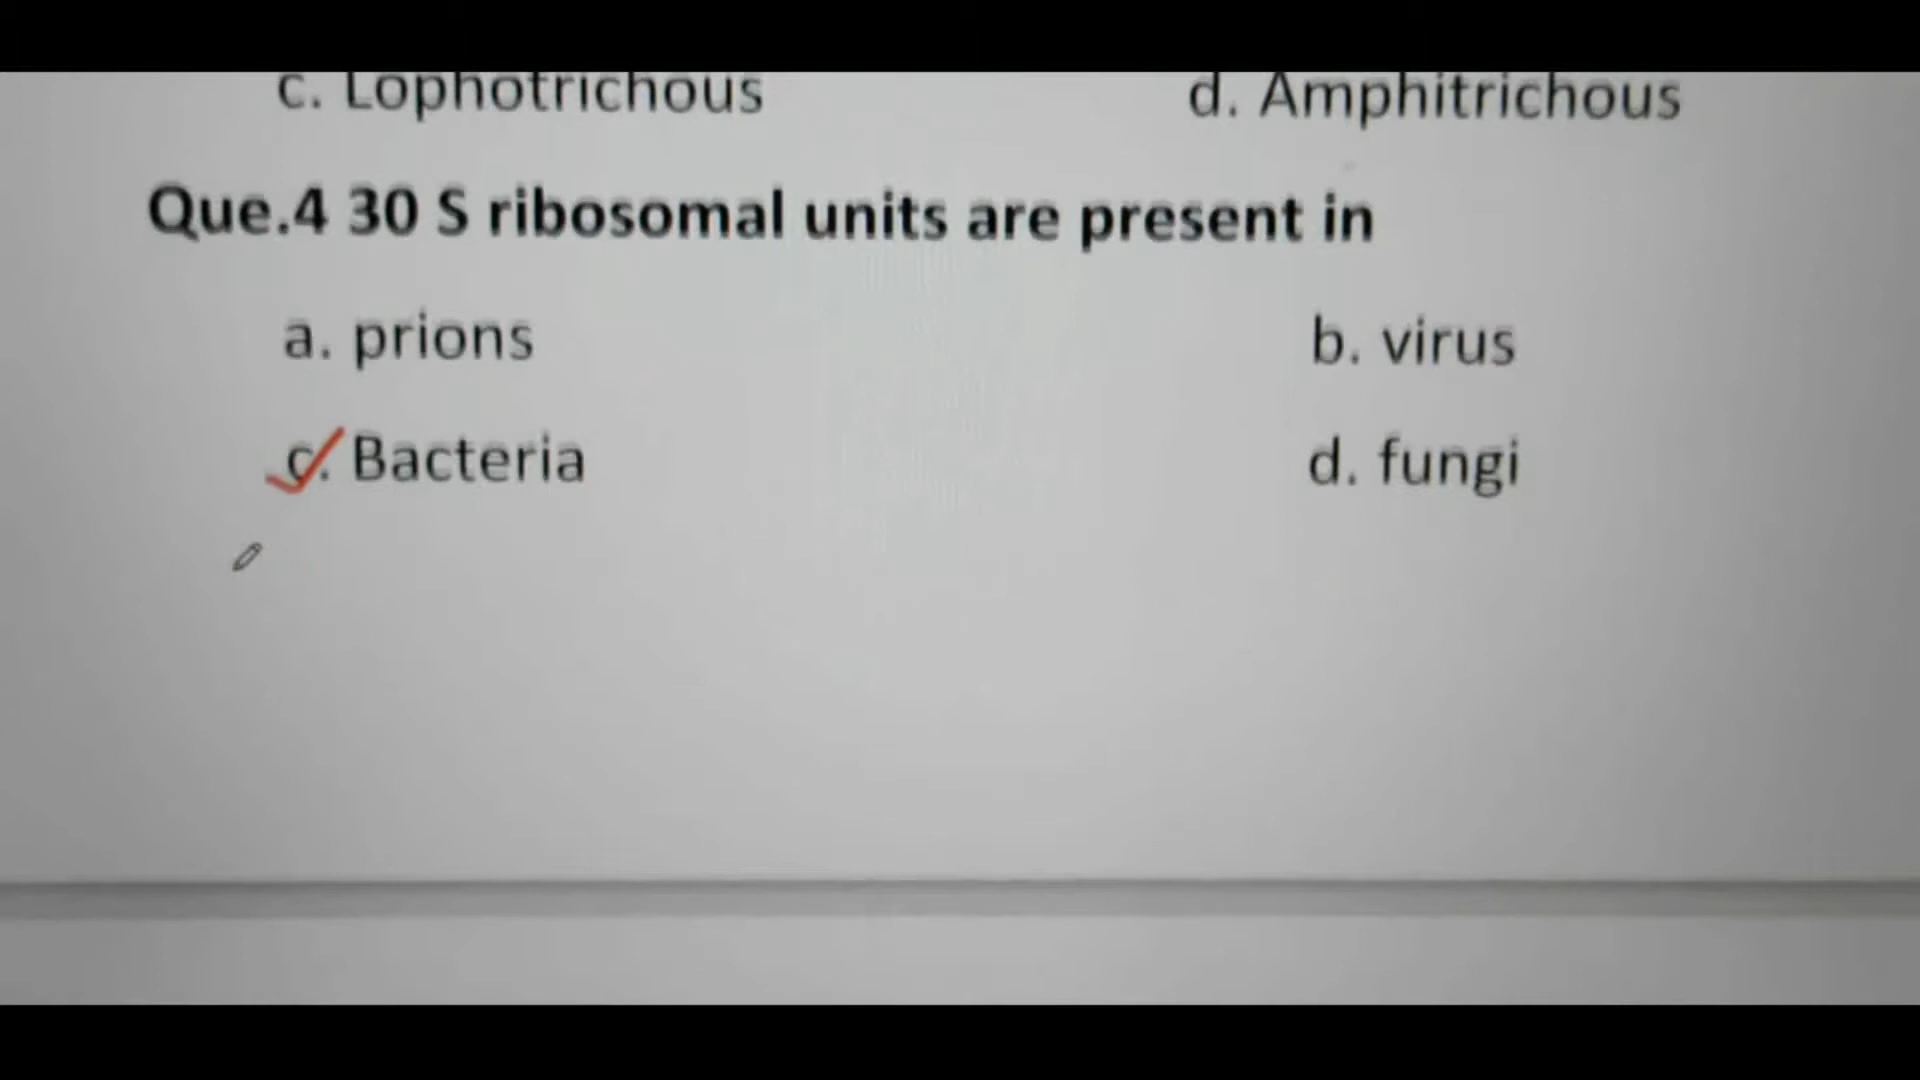 c. Lophotrichous d. Amphitrichous
Que.4 30 S ribosomal units are present in
a. prions b. virus
c. Bacteria d. fungi